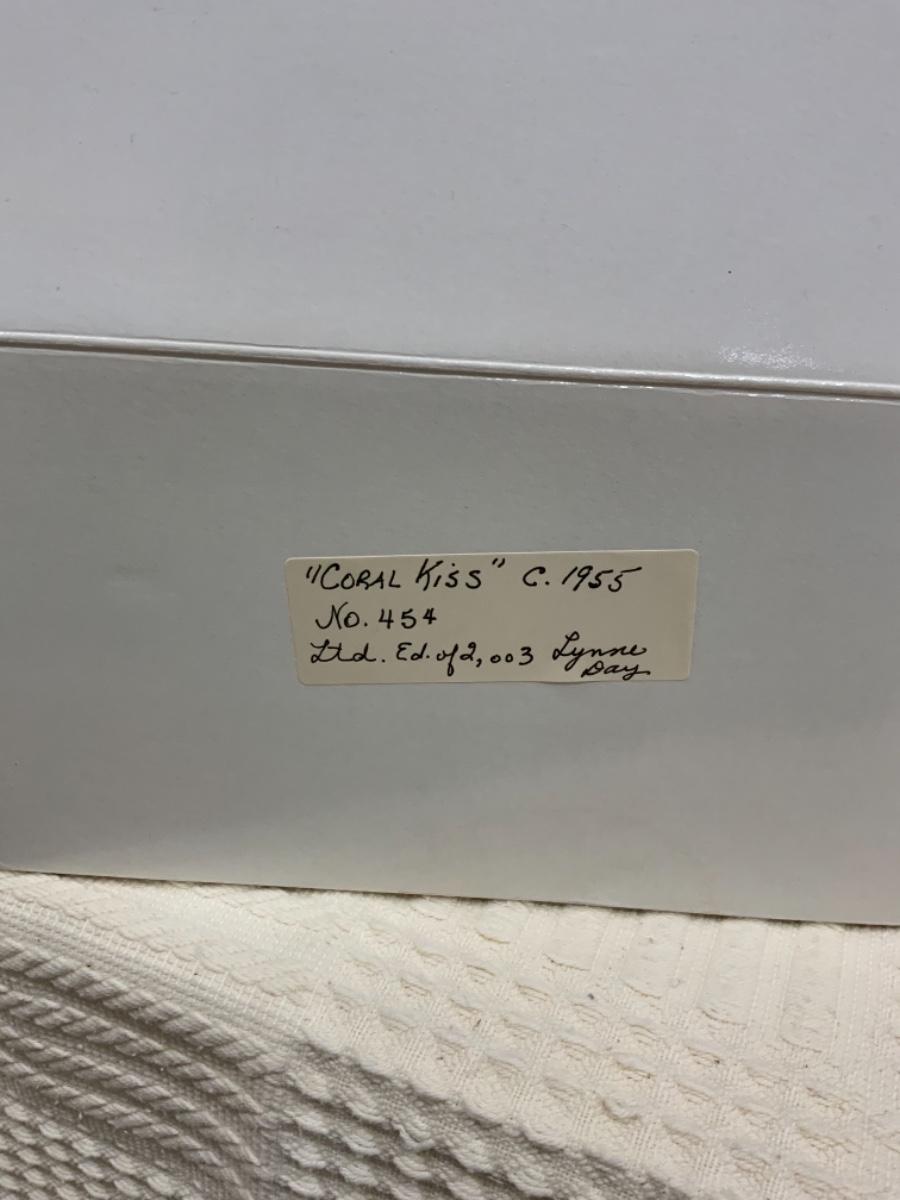 "CORAL KISS" C. 1955
No. 454
Ltd. Ed. of 2,003 Lynne
Day